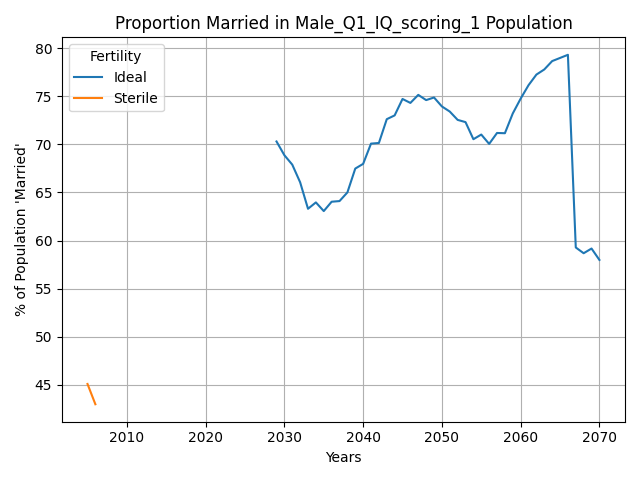 Proportion Married in Male_Q1_IQ_scoring_1 Population
Fertility
Ideal
Sterile
% of Population 'Married'
80
75
70
65
60
55
50
45
2010 2020 2030 2040 2050 2060 2070
Years